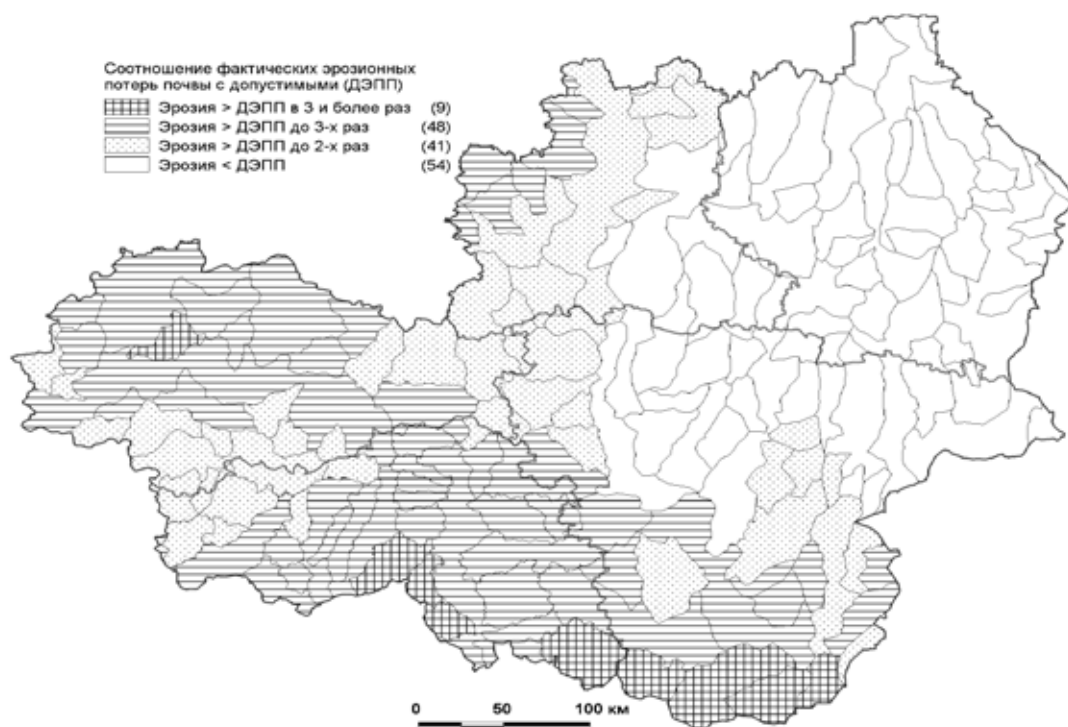 Соотношение фактических эрозионных
потерь почвы с допустимыми (ДЭПП)
Эрозия > ДЭПП в 3 и более раз (9)
Эрозия > ДЭПП до 3-х раз (48)
Эрозия > ДЭПП до 2-х раз (41)
Эрозия < ДЭПП (54)
0 50 100 км